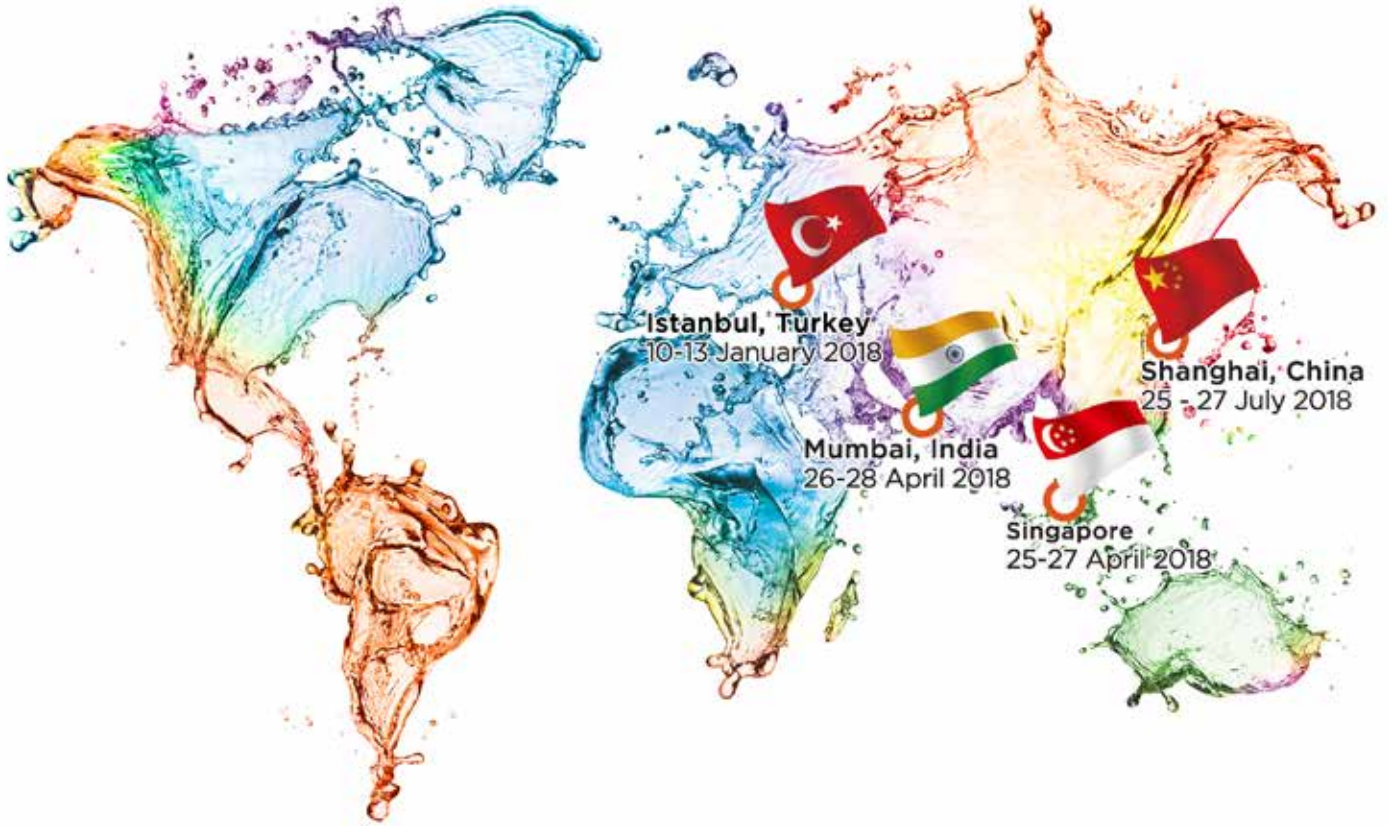 Istanbul, Turkey
10-13 January 2018
Mumbai, India
26-28 April 2018
Shanghai, China
25 - 27 July 2018
Singapore
25-27 April 2018